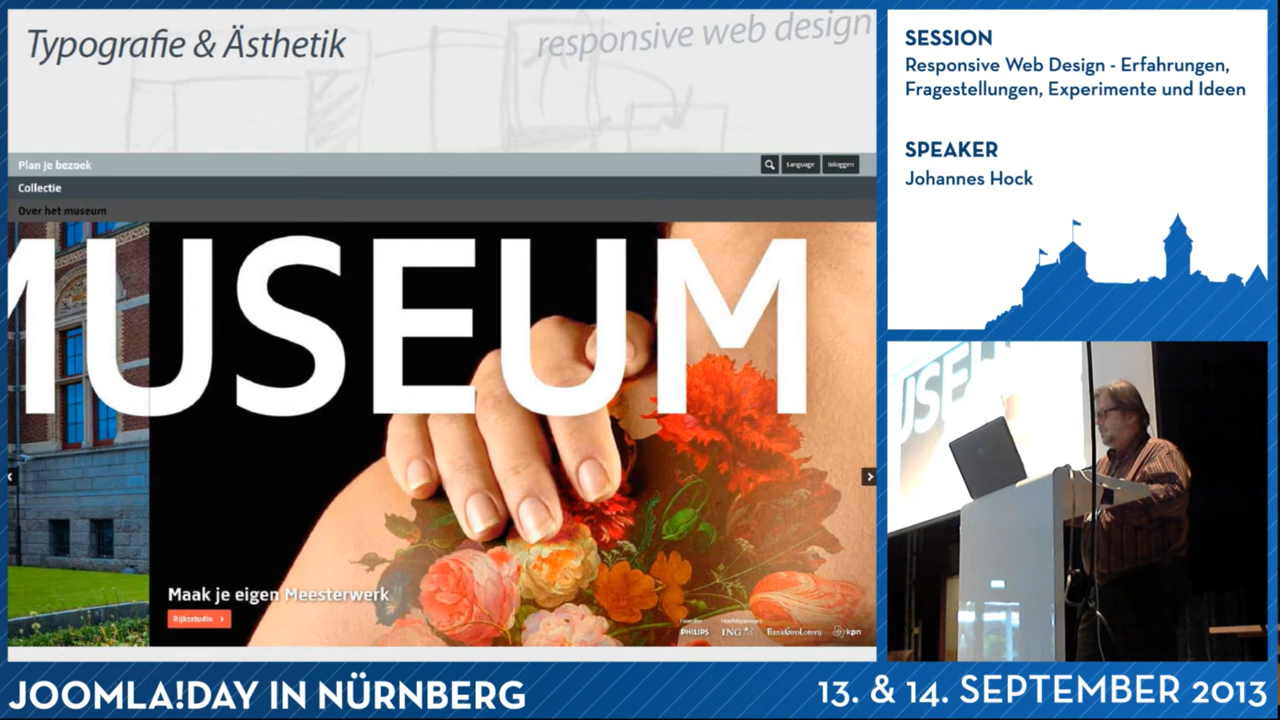 Typografie & Ästhetik
responsive web design
Plan je bezoek
Language
Inloggen
Collectie
Over het museum
MUSEUM
Maak je eigen Meesterwerk
Rijksstudio
PHILIPS
ING
BankGiroLoterij
kpn
SESSION
Responsive Web Design - Erfahrungen,
Fragestellungen, Experimente und Ideen
SPEAKER
Johannes Hock
USEUM
JOOMLA!DAY IN NÜRNBERG
13. & 14. SEPTEMBER 2013